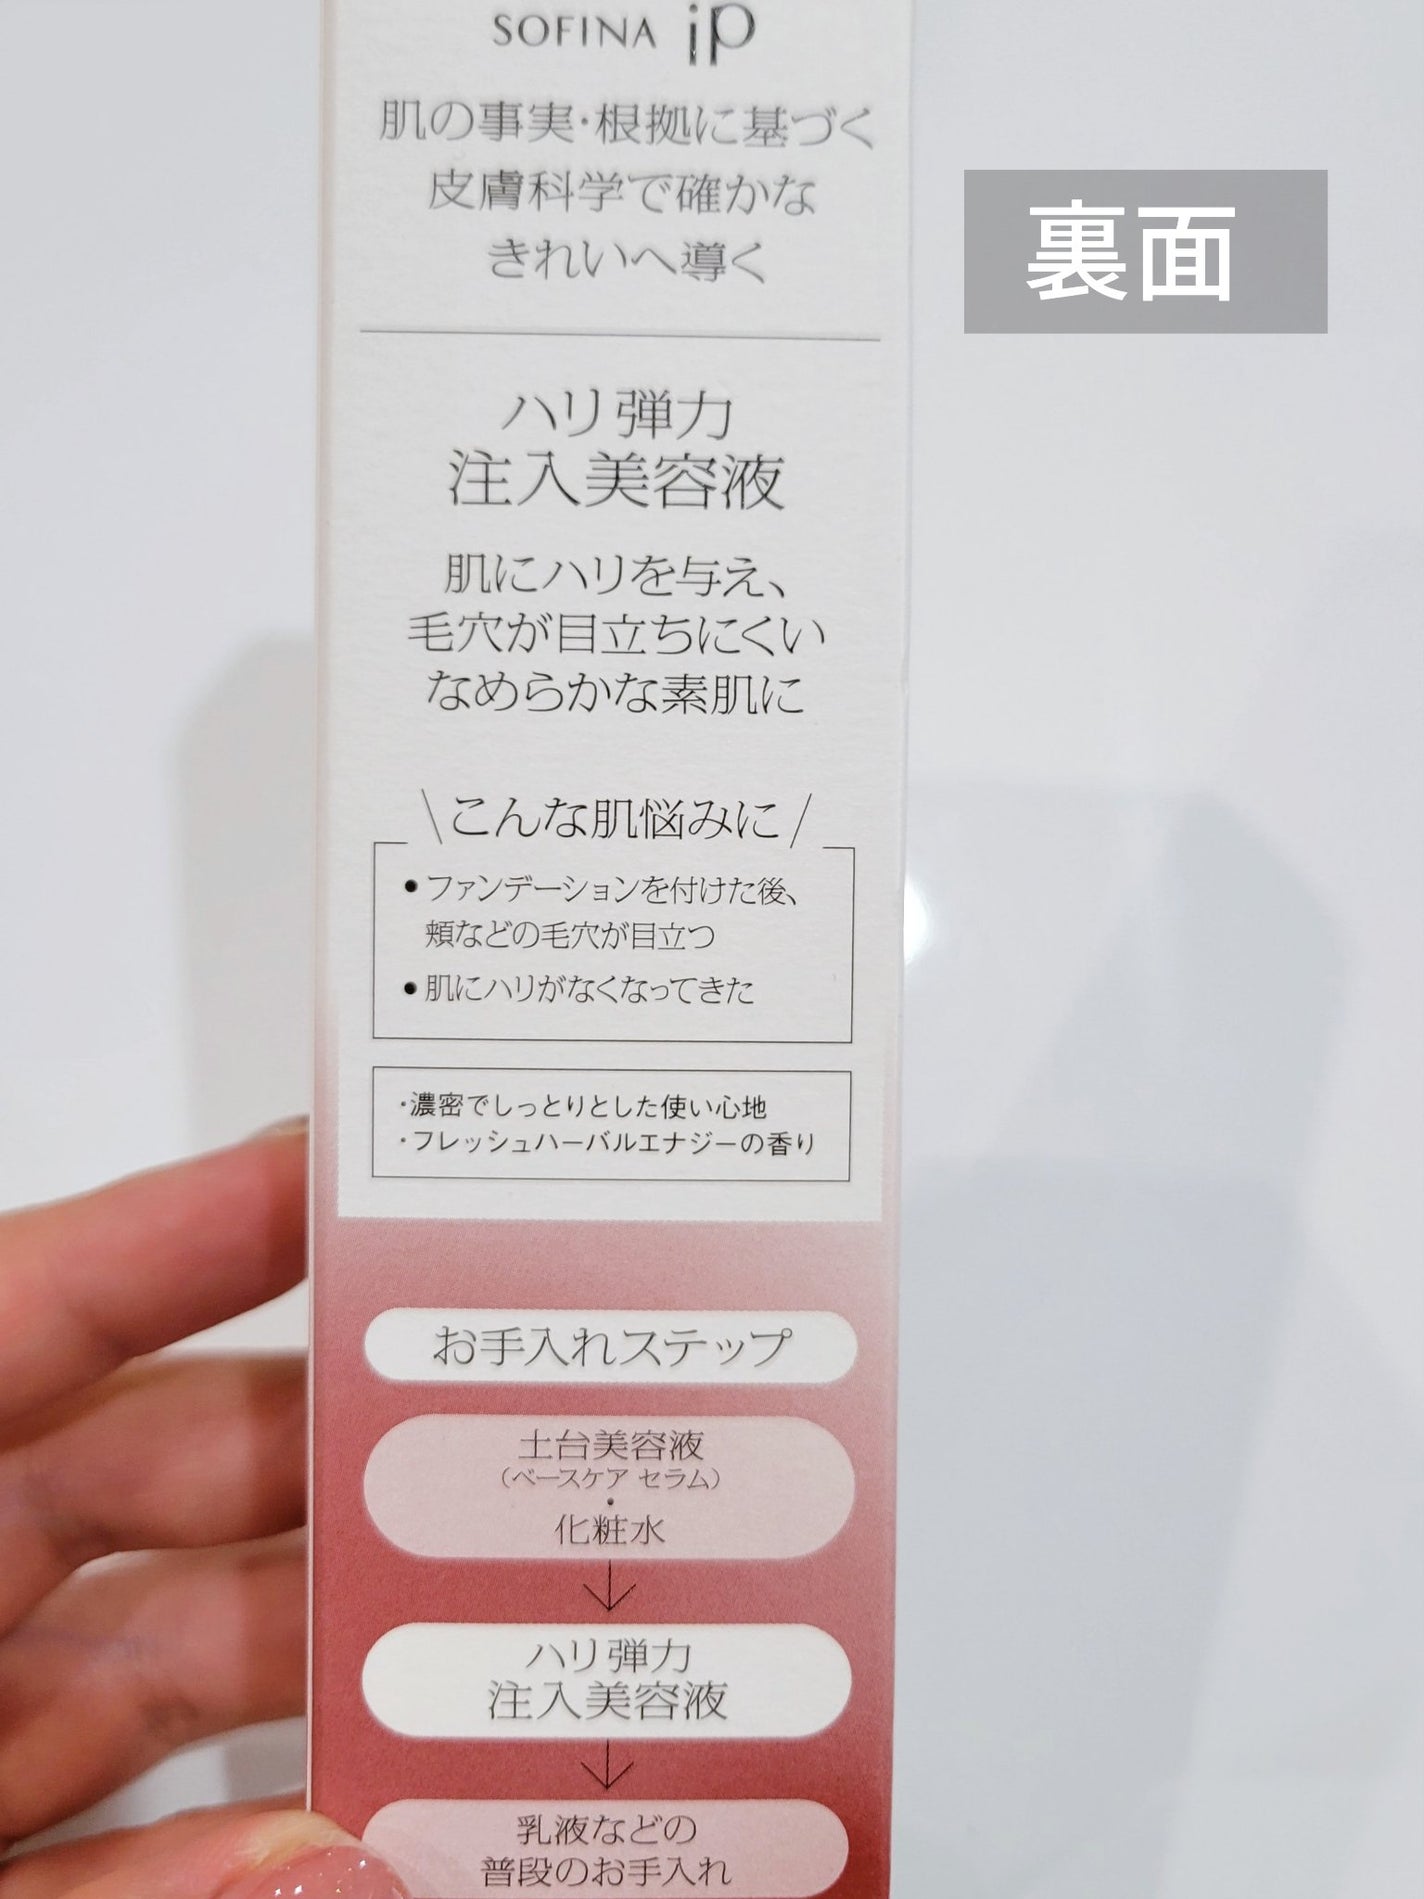 SOFINA iP
肌の事実・根拠に基づく
皮膚科学で確かな
きれいへ導く
裏面
ハリ弾力
注入美容液
肌にハリを与え、
毛穴が目立ちにくい
なめらかな素肌に
\こんな肌悩みに/
●ファンデーションを付けた後、
頬などの毛穴が目立つ
●肌にハリがなくなってきた
・濃密でしっとりとした使い心地
・フレッシュハーバルエナジーの香り
お手入れステップ
土台美容液
（ベースケア セラム）
・
化粧水
ハリ弾力
注入美容液
乳液などの
普段のお手入れ